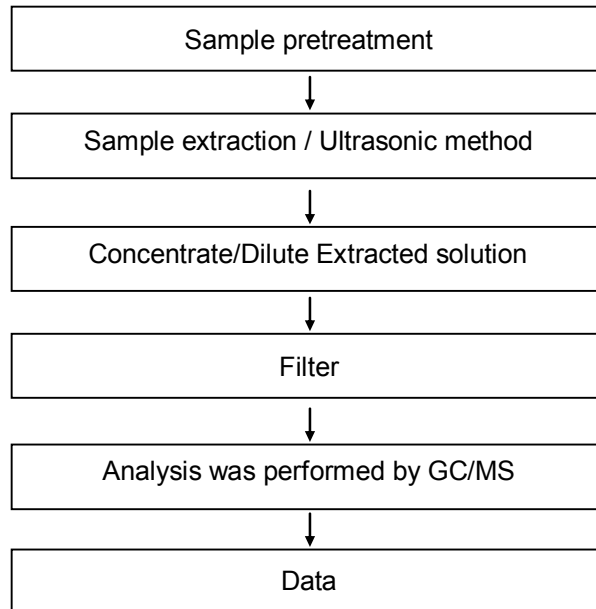 Sample pretreatment
Sample extraction / Ultrasonic method
Concentrate/Dilute Extracted solution
Filter
Analysis was performed by GC/MS
Data